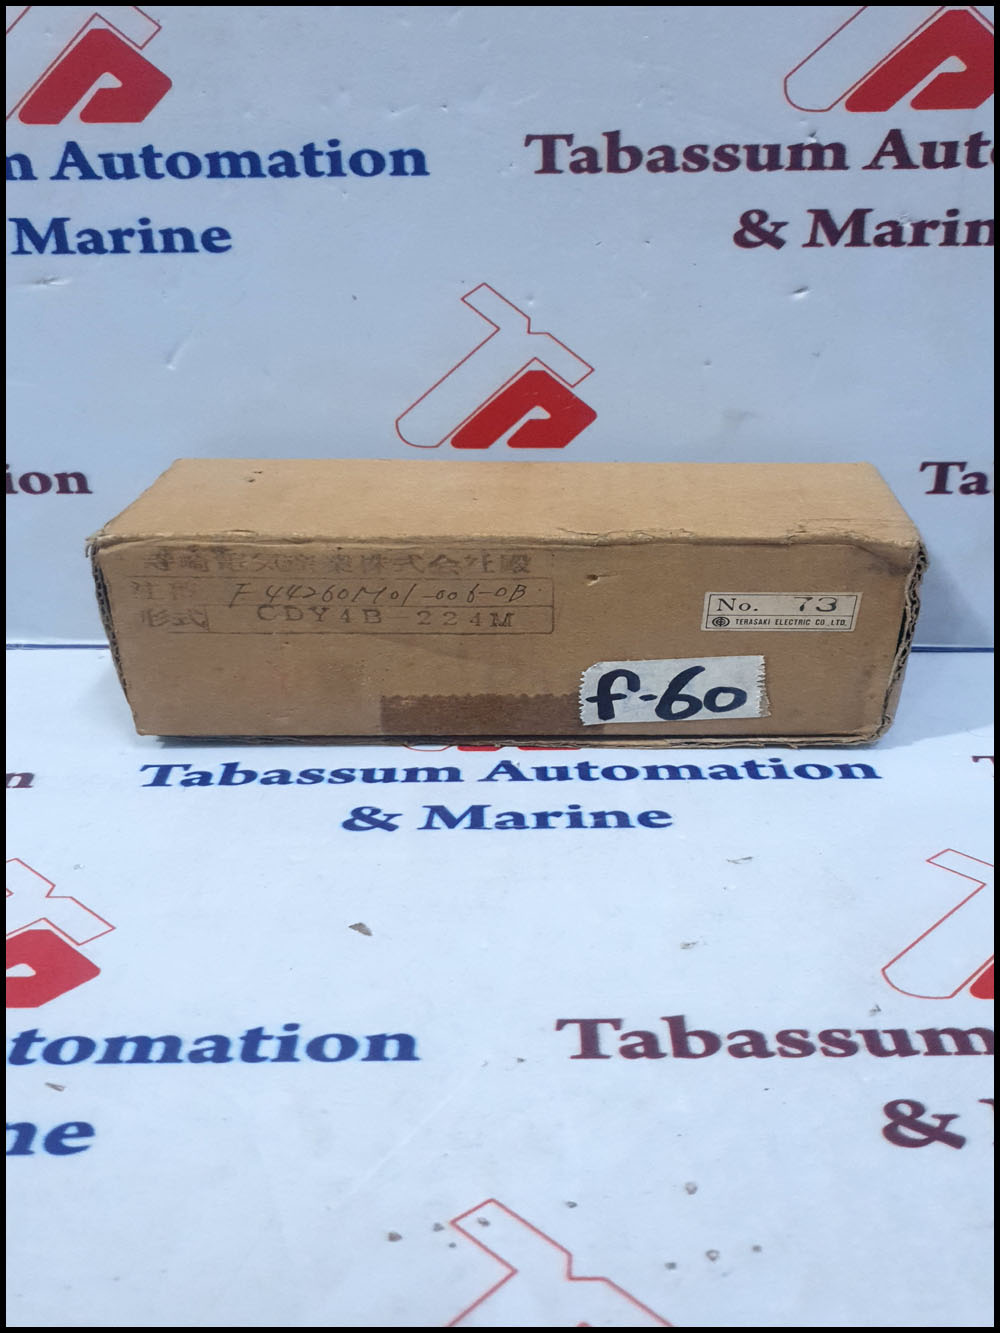 n Automation
Marine
Tabassum Aut
& Marin
ion
Ta
寺崎電気産業株式会社殿
F44260M01-006-0B
形式 CDY4B-224M
No. 73
TERASAKI ELECTRIC CO.,LTD.
f-60
n
Tabassum Automation
& Marine
tomation
ne
Tabassum
&